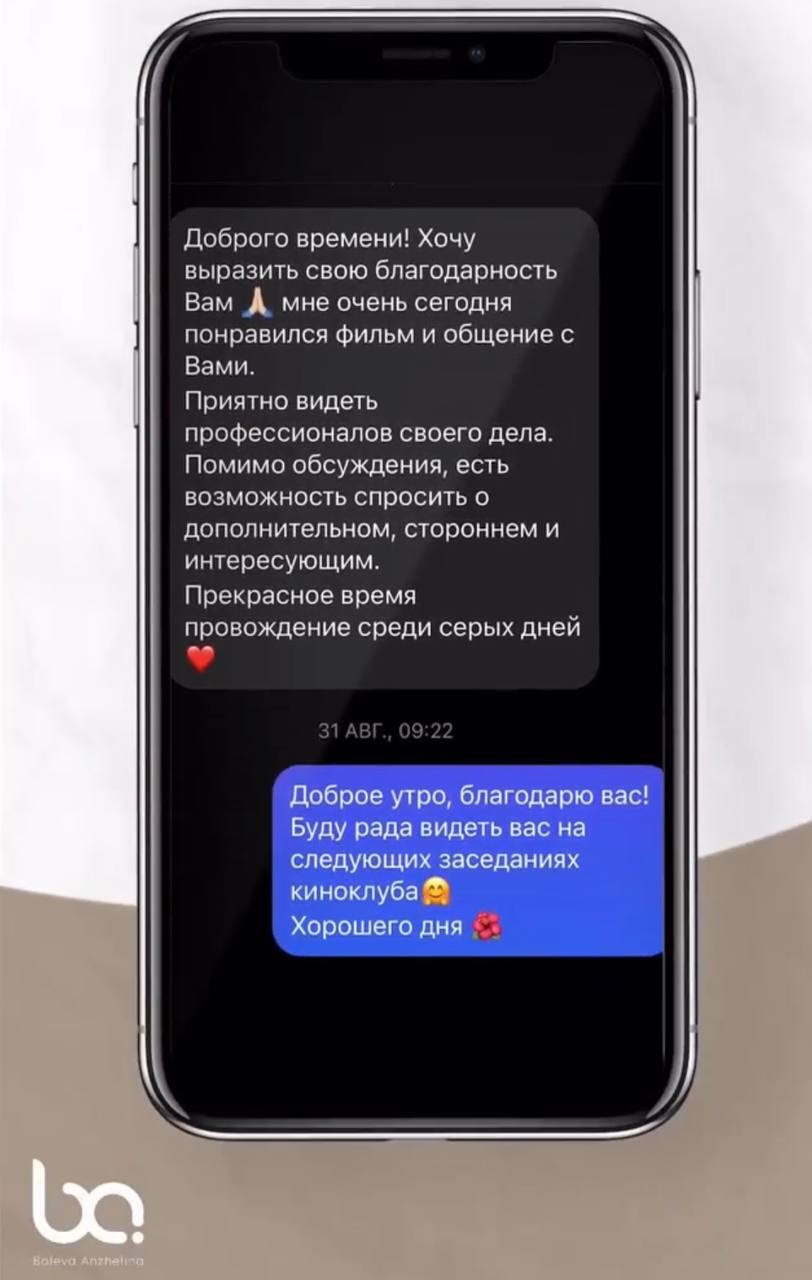 Доброго времени! Хочу
выразить свою благодарность
Вам 🙏🏻 мне очень сегодня
понравился фильм и общение с
Вами.
Приятно видеть
профессионалов своего дела.
Помимо обсуждения, есть
возможность спросить о
дополнительном, стороннем и
интересующим.
Прекрасное время
провождение среди серых дней
❤️
31 АВГ., 09:22
Доброе утро, благодарю вас!
Буду рада видеть вас на
следующих заседаниях
киноклуба🤗
Хорошего дня 🌺
ba.
Baleva Anzhelina